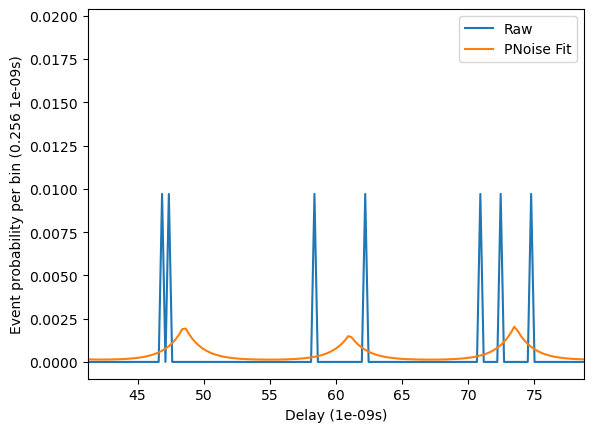 Event probability per bin (0.256 1e-09s)
0.0200
0.0175
0.0150
0.0125
0.0100
0.0075
0.0050
0.0025
0.0000
Raw
PNoise Fit
45 50 55 60 65 70 75
Delay (1e-09s)